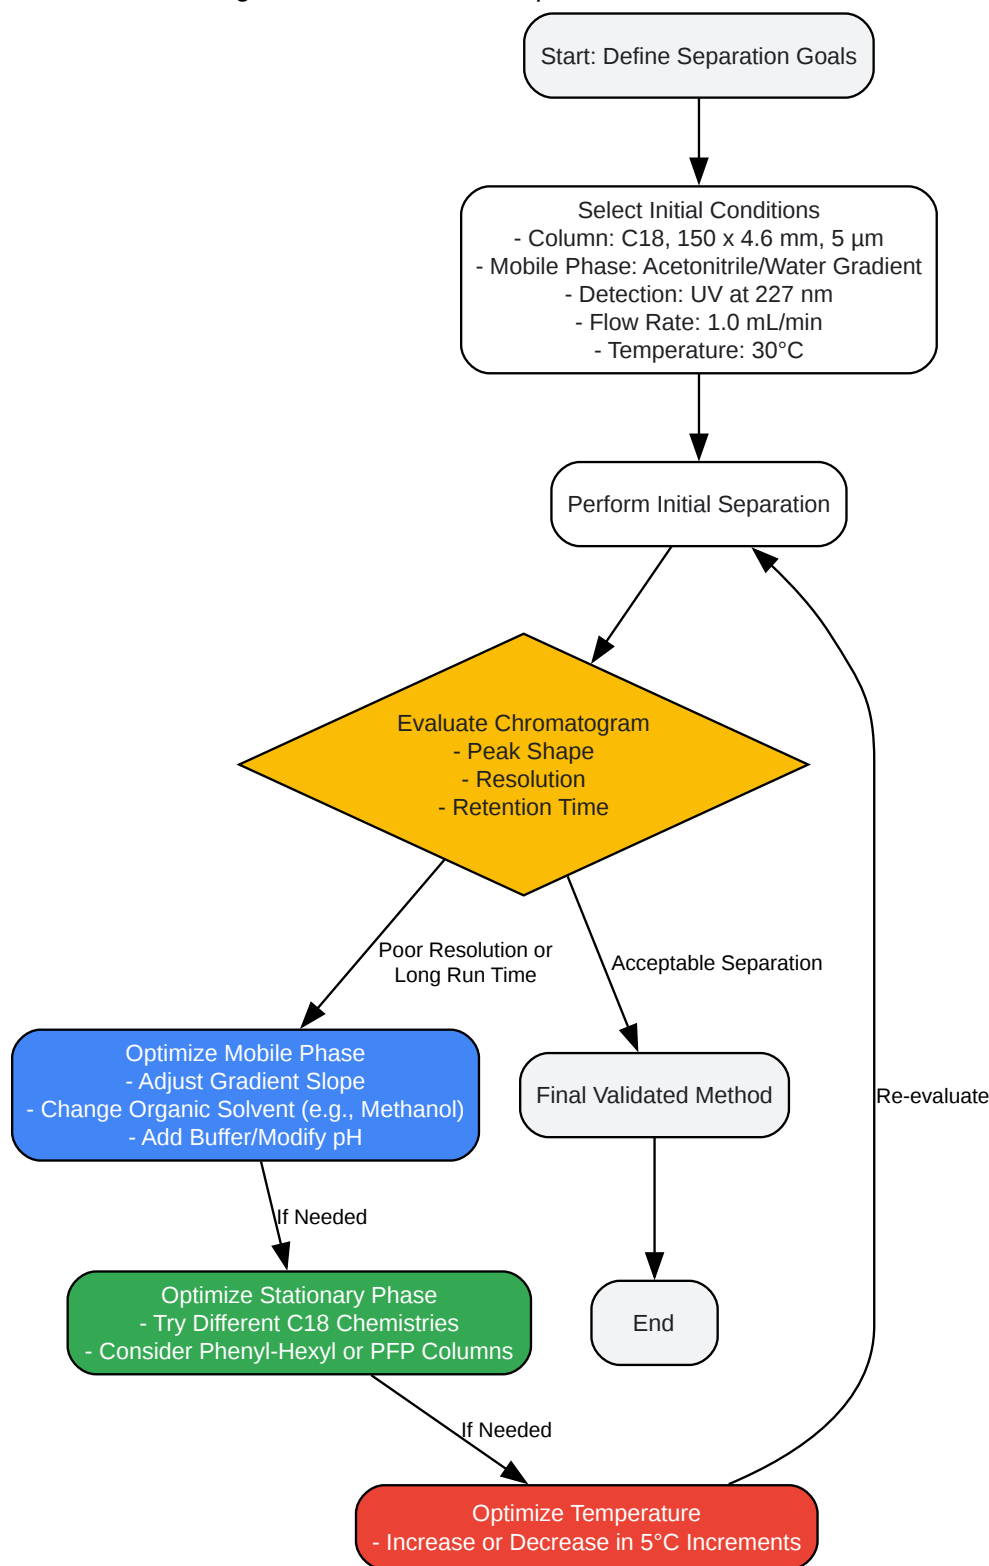 Start: Define Separation Goals
Select Initial Conditions
- Column: C18, 150 x 4.6 mm, 5 µm
- Mobile Phase: Acetonitrile/Water Gradient
- Detection: UV at 227 nm
- Flow Rate: 1.0 mL/min
- Temperature: 30°C
Perform Initial Separation
Evaluate Chromatogram
- Peak Shape
- Resolution
- Retention Time
Poor Resolution or
Long Run Time
Acceptable Separation
Optimize Mobile Phase
- Adjust Gradient Slope
- Change Organic Solvent (e.g., Methanol)
- Add Buffer/Modify pH
Final Validated Method
Re-evaluate
If Needed
Optimize Stationary Phase
- Try Different C18 Chemistries
- Consider Phenyl-Hexyl or PFP Columns
End
If Needed
Optimize Temperature
- Increase or Decrease in 5°C Increments